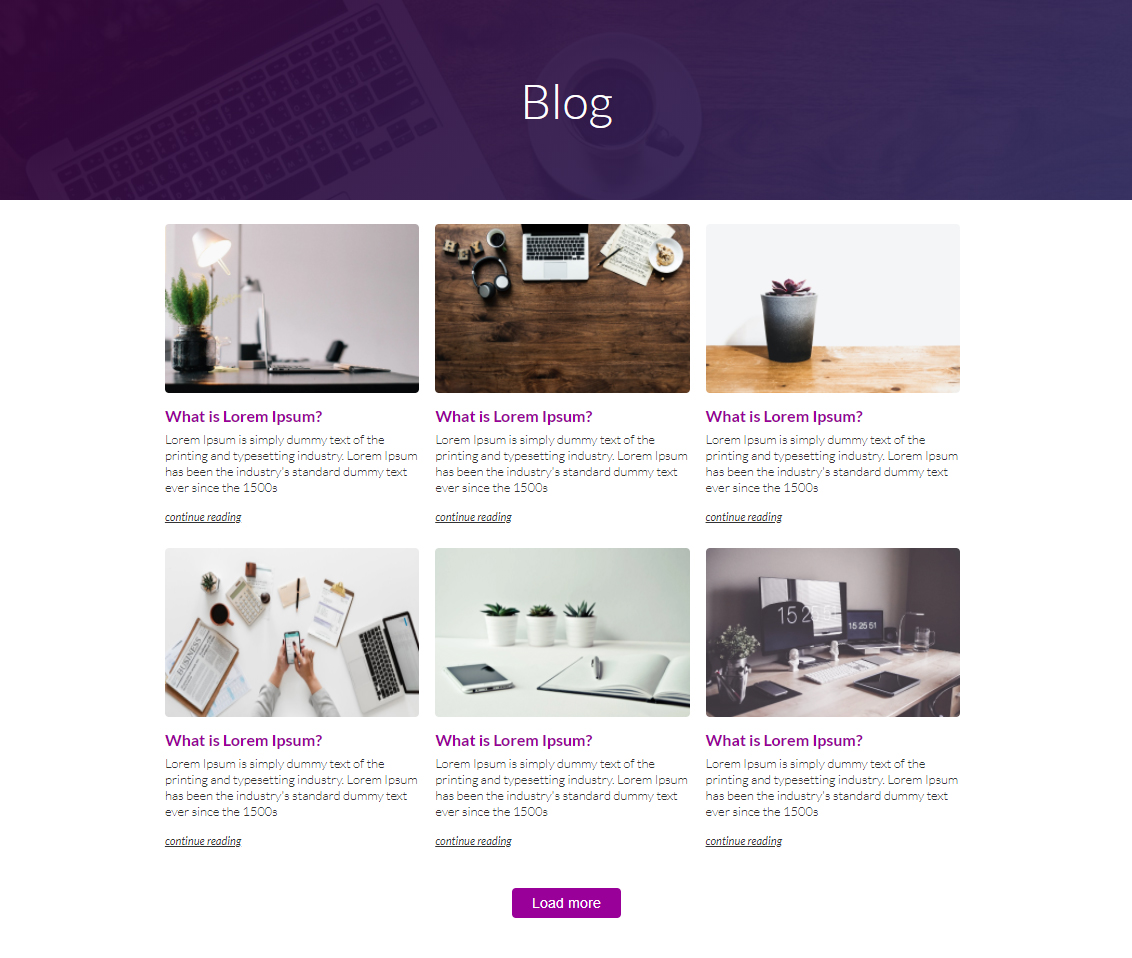 Blog
What is Lorem Ipsum?
Lorem Ipsum is simply dummy text of the
printing and typesetting industry. Lorem Ipsum
has been the industry's standard dummy text
ever since the 1500s
continue reading
What is Lorem Ipsum?
Lorem Ipsum is simply dummy text of the
printing and typesetting industry. Lorem Ipsum
has been the industry's standard dummy text
ever since the 1500s
continue reading
What is Lorem Ipsum?
Lorem Ipsum is simply dummy text of the
printing and typesetting industry. Lorem Ipsum
has been the industry's standard dummy text
ever since the 1500s
continue reading
BUSINESS
15 25 51
15 25 51
What is Lorem Ipsum?
Lorem Ipsum is simply dummy text of the
printing and typesetting industry. Lorem Ipsum
has been the industry's standard dummy text
ever since the 1500s
continue reading
What is Lorem Ipsum?
Lorem Ipsum is simply dummy text of the
printing and typesetting industry. Lorem Ipsum
has been the industry's standard dummy text
ever since the 1500s
continue reading
What is Lorem Ipsum?
Lorem Ipsum is simply dummy text of the
printing and typesetting industry. Lorem Ipsum
has been the industry's standard dummy text
ever since the 1500s
continue reading
Load more